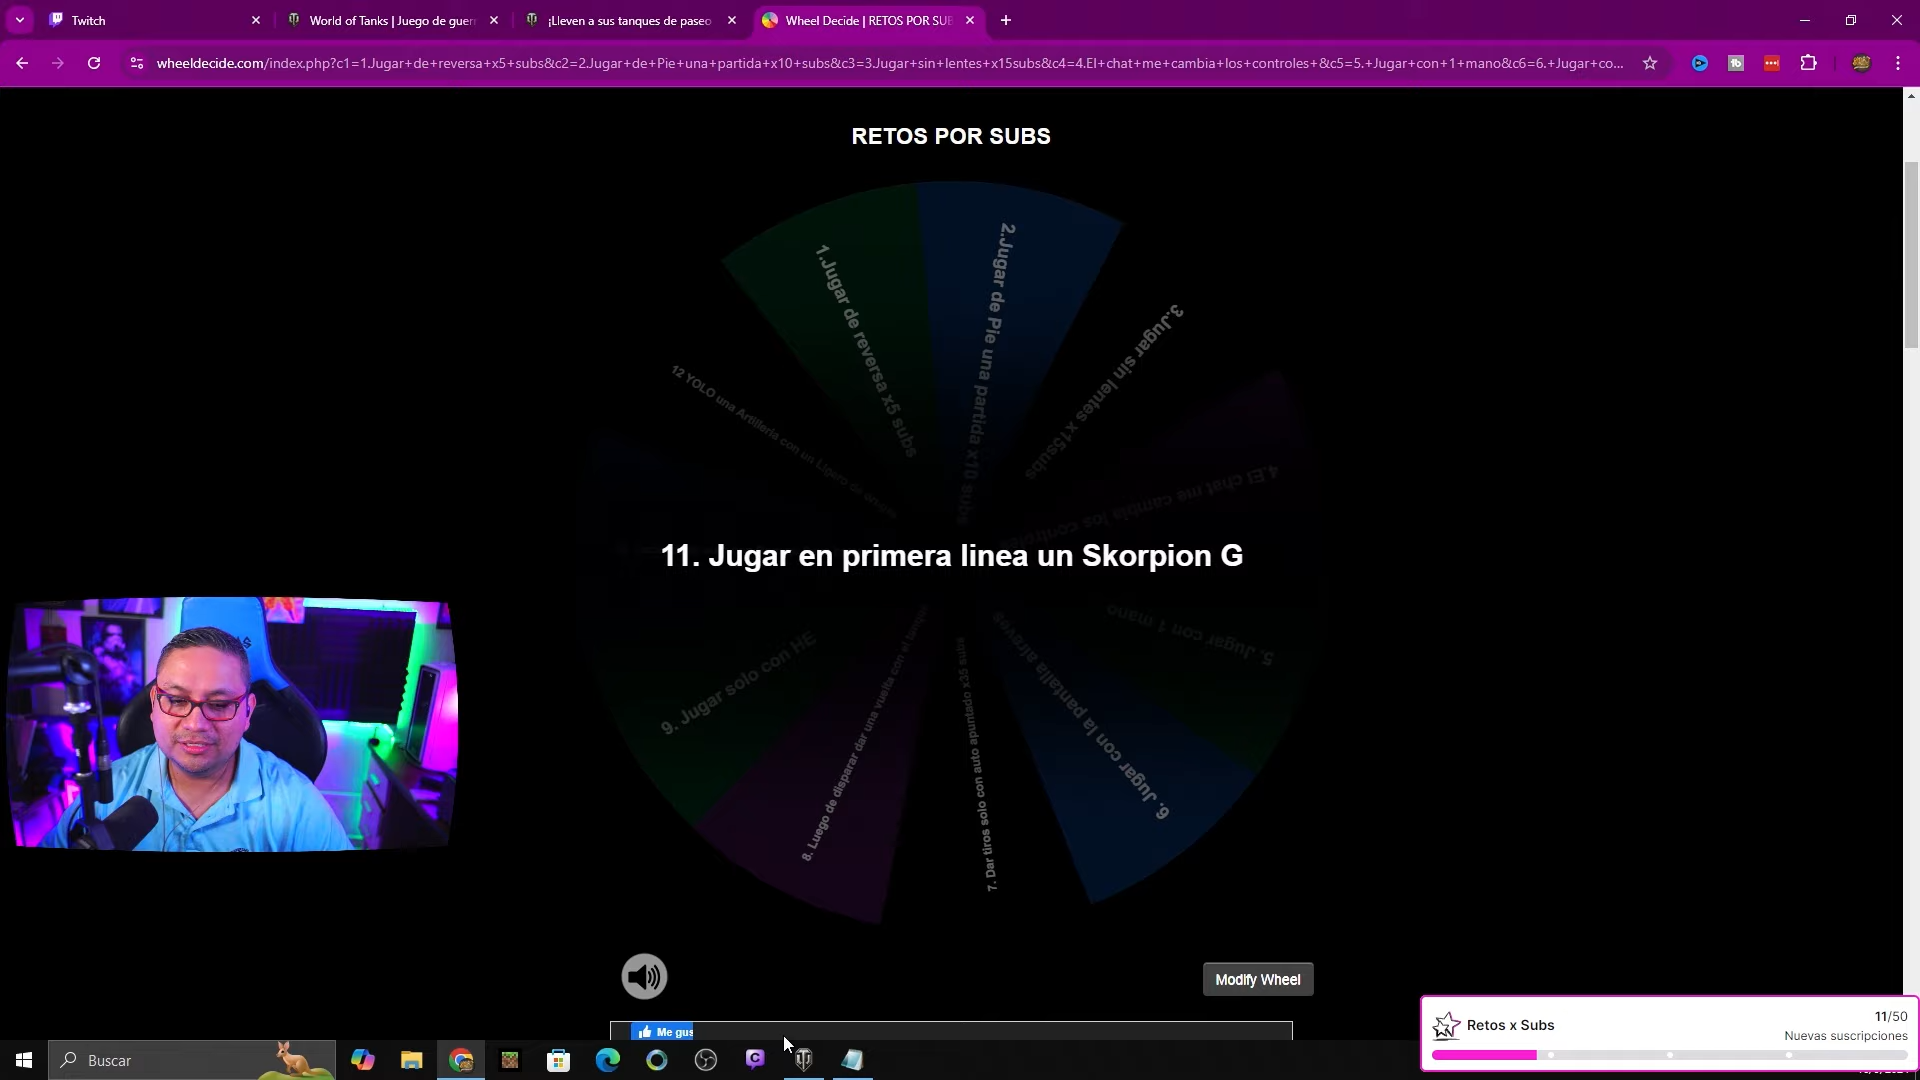 Twitch
World of Tanks | Juego de guer
¡Lleven a sus tanques de paseo
Wheel Decide | RETOS POR SUB
wheeldecide.com/index.php?c1=1.Jugar+de+reversa+x5+subs&c2=2.Jugar+de+Pie+una+partida+x10+subs&c3=3.Jugar+sin+lentes+x15subs&c4=4.El+chat+me+cambia+los+controles+&c5=5.+Jugar+con+1+mano&c6=6.+Jugar+co...
RETOS POR SUBS
1.Jugar de reversa x5 subs
2.Jugar de Pie una partida x10 subs
3.Jugar sin lentes x15subs
12 YOLO una Artilleria con un Ligero de
4.El chat me cambia los controles
11. Jugar en primera linea un Skorpion G
5. Jugar con 1 mano
6. Jugar con la pantalla alreves
7. Dar tiros solo con auto apuntado x35 subs
8. Luego de disparar dar una vuelta con el tanque
9. Jugar solo con HE
Modify Wheel
Me gus
Retos x Subs
11/50
Nuevas suscripciones
Buscar